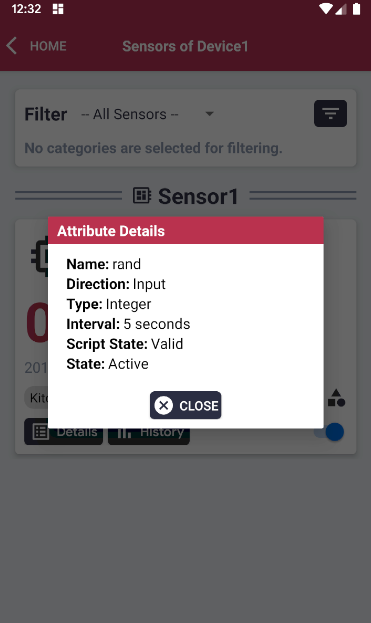 12:32
HOME
Sensors of Device1
Filter
-- All Sensors --
No categories are selected for filtering.
Sensor1
Attribute Details
Name: rand
Direction: Input
Type: Integer
Interval: 5 seconds
Script State: Valid
State: Active
0
201
CLOSE
Details
History